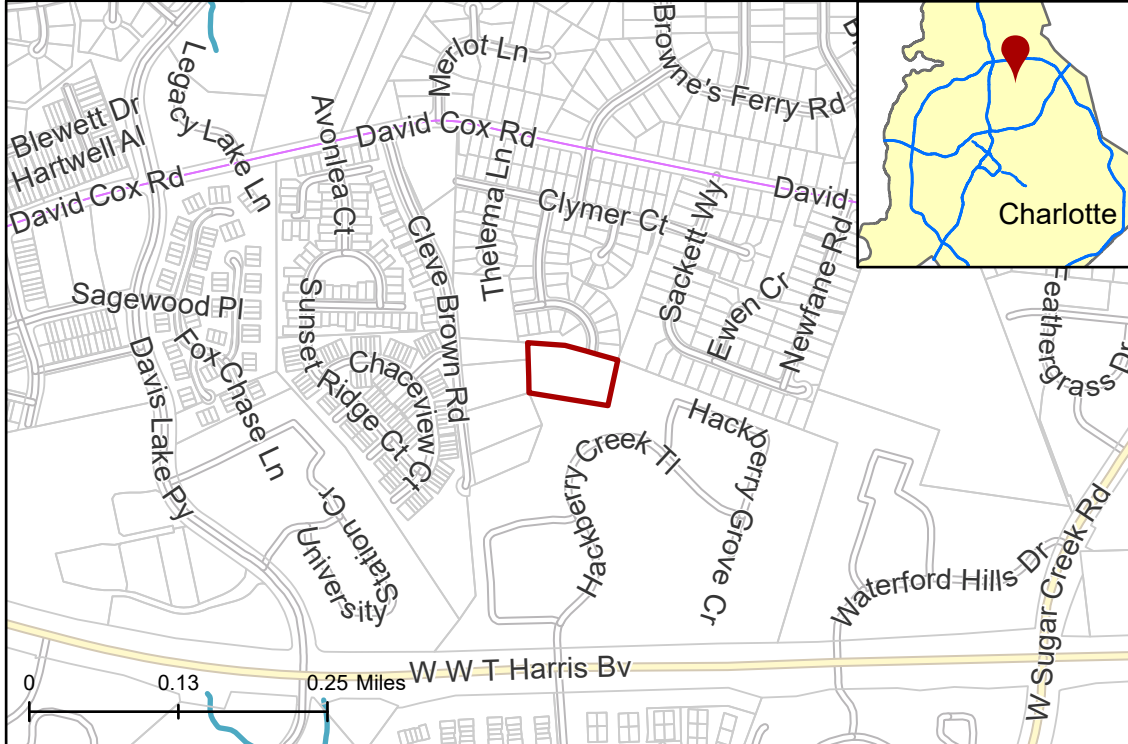 Merlot Ln
Browne's Ferry Rd
Legacy Lake Ln
Blewett Dr
Hartwell Al
David Cox Rd
Avonlea Ct
David Cox Rd
Thelema Ln
Clymer Ct
Sackett Wy
David
Newfane Rd
Ewen Cr
Charlotte
Sagewood Pl
Sunset Ridge Ct
Cleve Brown Rd
Chaceview Ct
Fox Chase Ln
Davis Lake Py
Feathergrass Dr
Hackberry Creek Tl
Hackberry Grove Cr
University Station Cr
Waterford Hills Dr
W Sugar Creek Rd
W W T Harris Bv
0 0.13 0.25 Miles